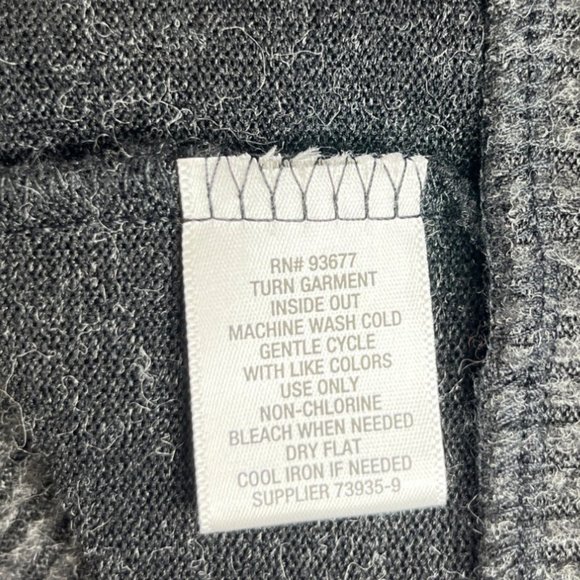 RN# 93677
TURN GARMENT
INSIDE OUT
MACHINE WASH COLD
GENTLE CYCLE
WITH LIKE COLORS
USE ONLY
NON-CHLORINE
BLEACH WHEN NEEDED
DRY FLAT
COOL IRON IF NEEDED
SUPPLIER 73935-9